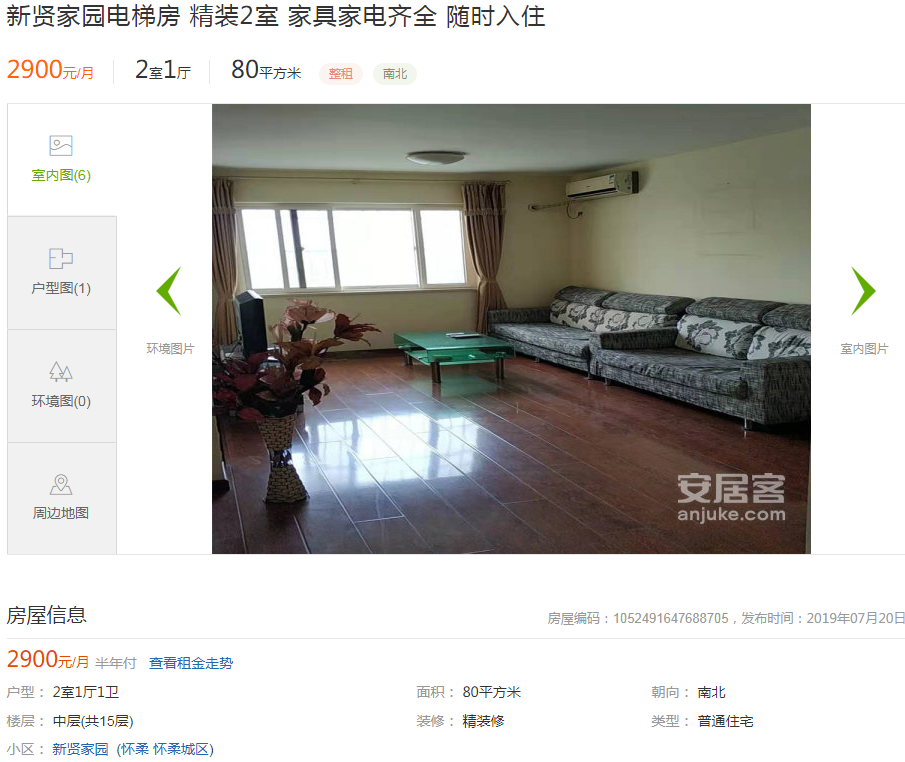 新贤家园电梯房 精装2室 家具家电齐全 随时入住
2900元/月 2室1厅 80平方米 整租 南北
室内图(6)
户型图(1)
环境图(0)
周边地图
环境图片
室内图片
安居客
anjuke.com
房屋信息
房屋编码：1052491647688705，发布时间：2019年07月20日
2900元/月 半年付 查看租金走势
户型： 2室1厅1卫 面积： 80平方米 朝向： 南北
楼层： 中层(共15层) 装修： 精装修 类型： 普通住宅
小区： 新贤家园 (怀柔 怀柔城区)